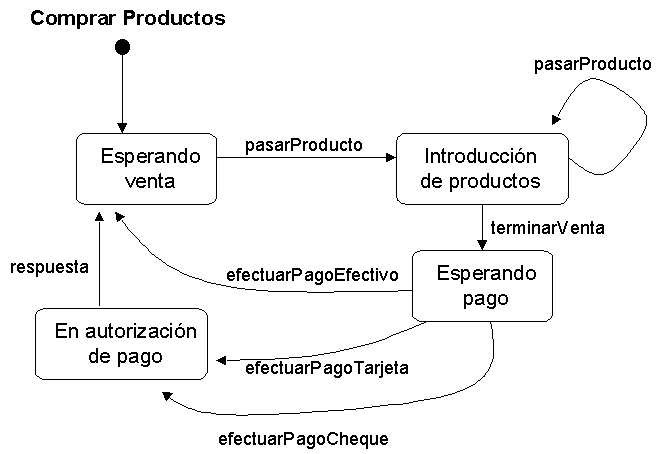 Comprar Productos
pasarProducto
pasarProducto
Esperando
venta
Introducción
de productos
terminarVenta
respuesta
efectuarPagoEfectivo
Esperando
pago
En autorización
de pago
efectuarPagoTarjeta
efectuarPagoCheque